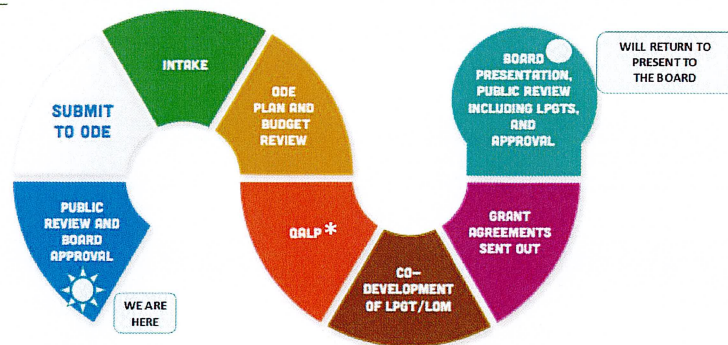 PUBLIC
REVIEW AND
BOARD
APPROVAL
WE ARE
HERE
SUBMIT
TO ODE
INTAKE
ODE
PLAN AND
BUDGET
REVIEW
QALP*
CO-
DEVELOPMENT
OF LPGT/LOM
GRANT
AGREEMENTS
SENT OUT
BOARD
PRESENTATION,
PUBLIC REVIEW
INCLUDING LPGTS,
AND
APPROVAL
WILL RETURN TO
PRESENT TO
THE BOARD